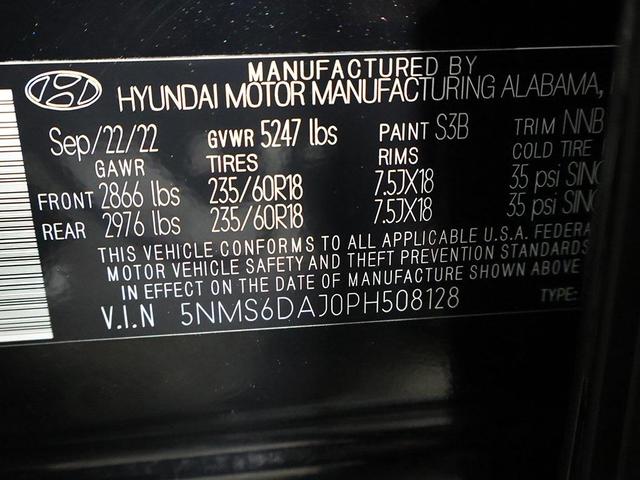 MANUFACTURED BY
HYUNDAI MOTOR MANUFACTURING ALABAMA,
Sep/22/22 GVWR 5247 lbs PAINT S3B TRIM NNB
GAWR TIRES RIMS COLD TIRE
FRONT 2866 lbs 235/60R18 7.5JX18 35 psi SING
REAR 2976 lbs 235/60R18 7.5JX18 35 psi SING
THIS VEHICLE CONFORMS TO ALL APPLICABLE U.S.A. FEDERA
MOTOR VEHICLE SAFETY AND THEFT PREVENTION STANDARDS
IN EFFECT ON THE DATE OF MANUFACTURE SHOWN ABOVE
V.I.N 5NMS6DAJ0PH508128 TYPE: